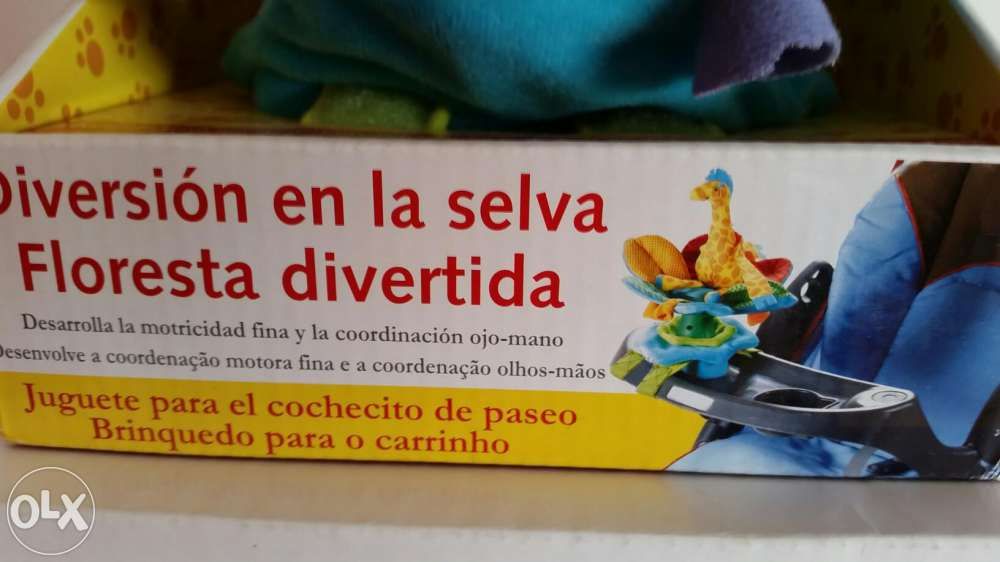 Diversión en la selva
Floresta divertida
Desarrolla la motricidad fina y la coordinación ojo-mano
Desenvolve a coordenação motora fina e a coordenação olhos-mãos
Juguete para el cochecito de paseo
Brinquedo para o carrinho
OLX